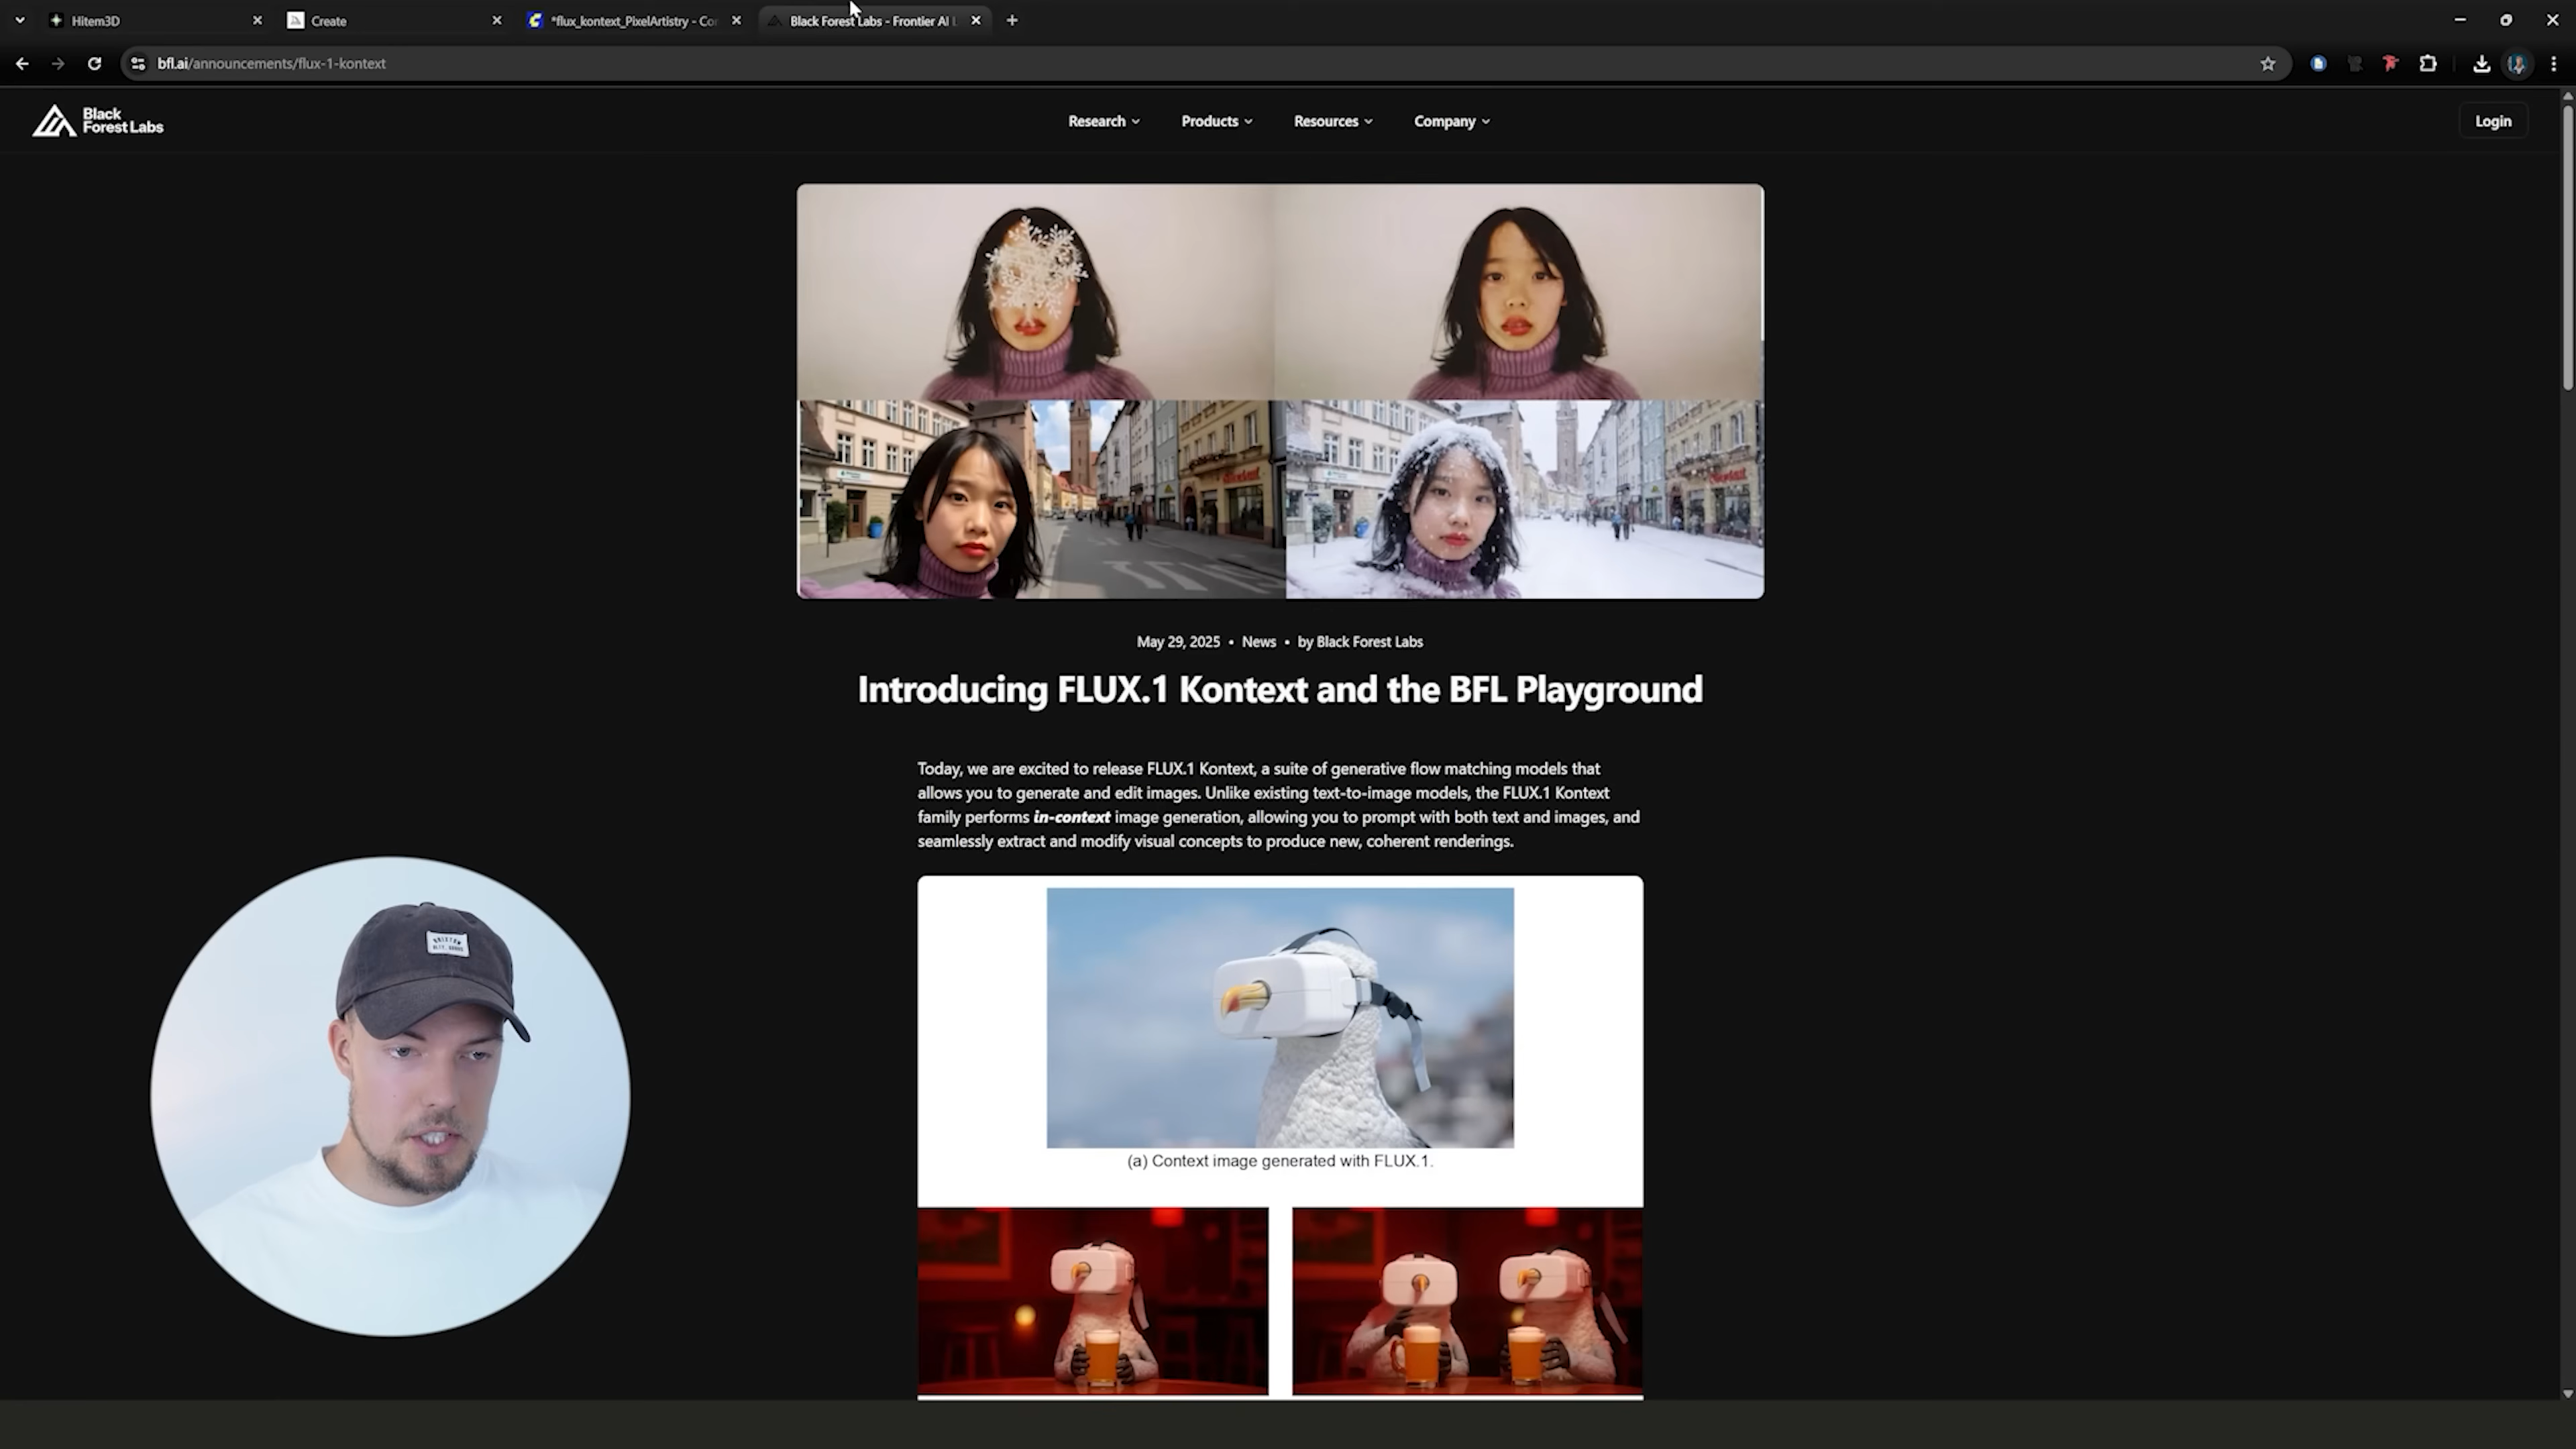 Hitem3D
Create
*flux_kontext_PixelArtistry - Co
Black Forest Labs - Frontier AI L
bfl.ai/announcements/flux-1-kontext
Black
Forest Labs
Research
Products
Resources
Company
Login
May 29, 2025 • News • by Black Forest Labs
Introducing FLUX.1 Kontext and the BFL Playground
Today, we are excited to release FLUX.1 Kontext, a suite of generative flow matching models that
allows you to generate and edit images. Unlike existing text-to-image models, the FLUX.1 Kontext
family performs in-context image generation, allowing you to prompt with both text and images, and
seamlessly extract and modify visual concepts to produce new, coherent renderings.
(a) Context image generated with FLUX.1.